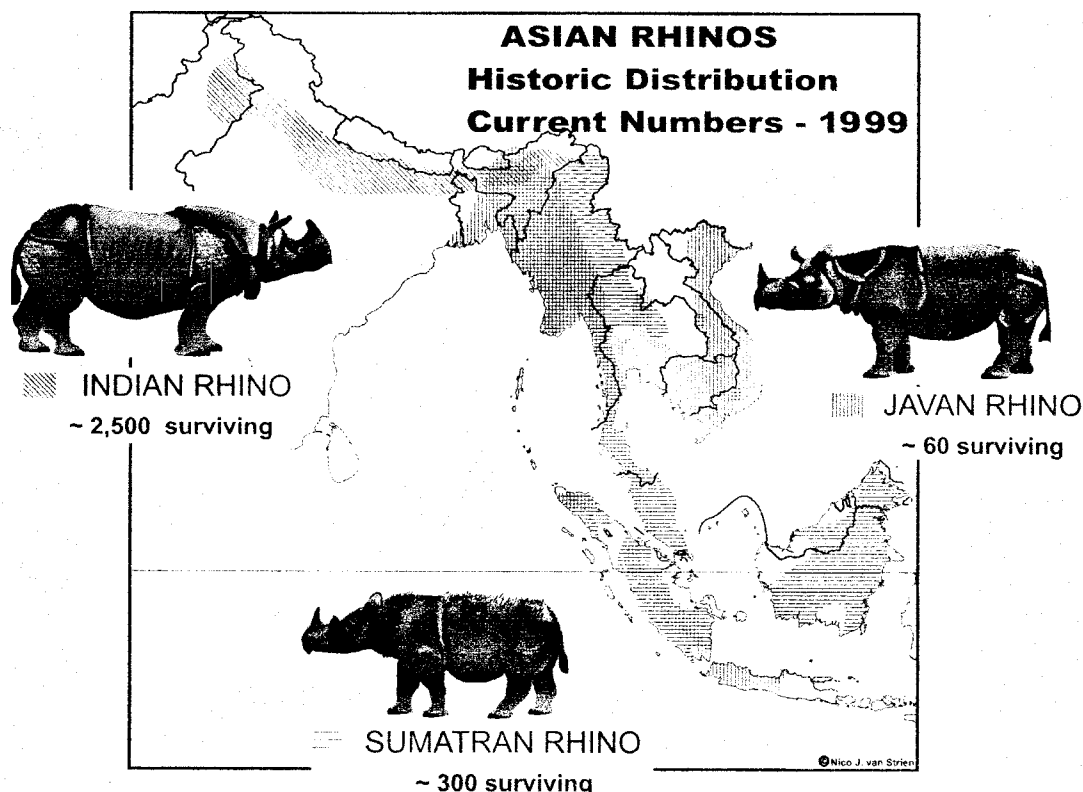 ASIAN RHINOS
Historic Distribution
Current Numbers - 1999
INDIAN RHINO
~ 2,500 surviving
JAVAN RHINO
~ 60 surviving
SUMATRAN RHINO
~ 300 surviving
©Nico J. van Strien